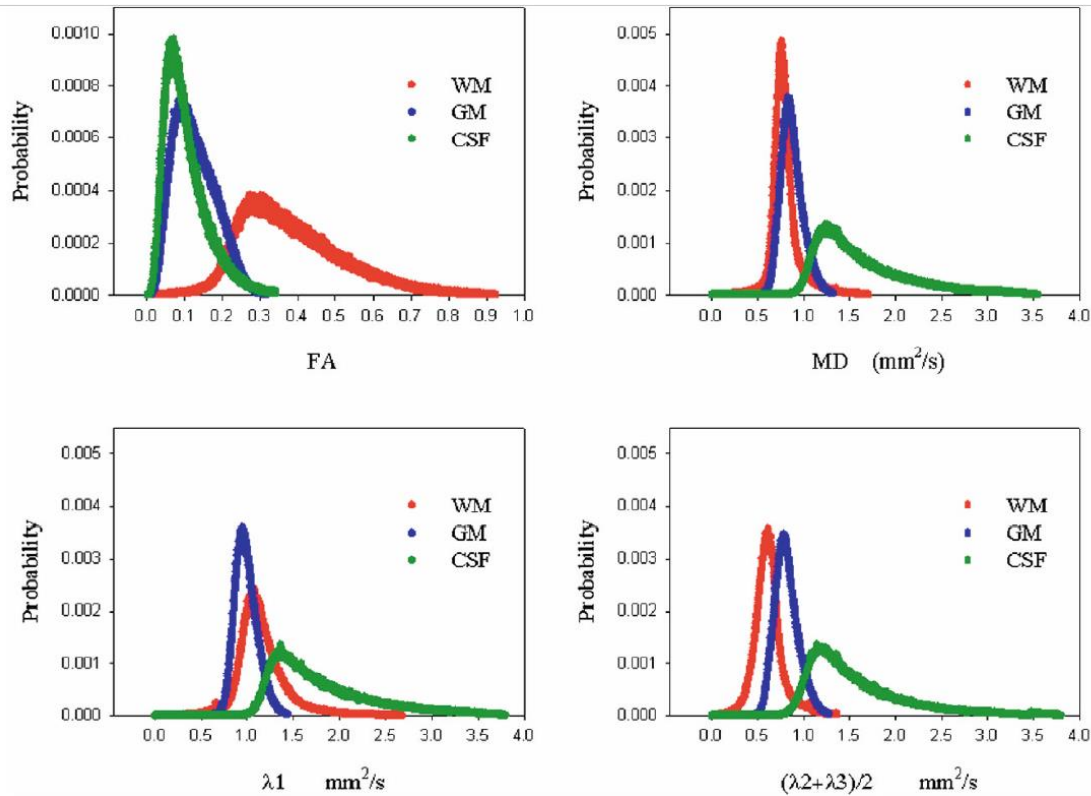 0.0010
0.0008
0.0006
0.0004
0.0002
0.0000
Probability
WM
GM
CSF
0.0 0.1 0.2 0.3 0.4 0.5 0.6 0.7 0.8 0.9 1.0
FA
0.005
0.004
0.003
0.002
0.001
0.000
Probability
WM
GM
CSF
0.0 0.5 1.0 1.5 2.0 2.5 3.0 3.5 4.0
MD (mm²/s)
0.005
0.004
0.003
0.002
0.001
0.000
Probability
WM
GM
CSF
0.0 0.5 1.0 1.5 2.0 2.5 3.0 3.5 4.0
λ1 mm²/s
0.005
0.004
0.003
0.002
0.001
0.000
Probability
WM
GM
CSF
0.0 0.5 1.0 1.5 2.0 2.5 3.0 3.5 4.0
(λ2+λ3)/2 mm²/s